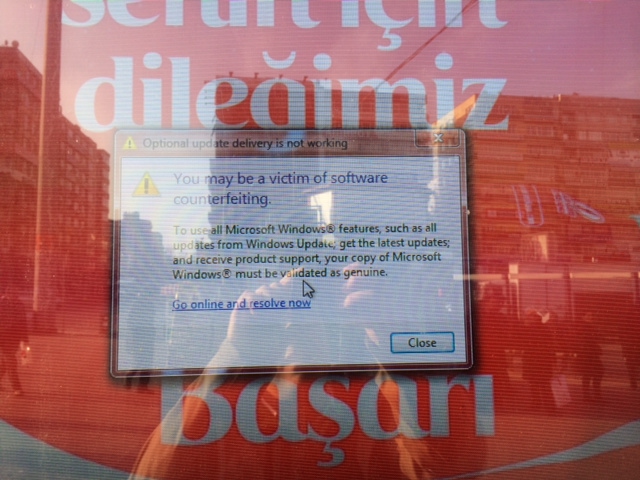 senin için
dileğimiz
Optional update delivery is not working
You may be a victim of software
counterfeiting.
To use all Microsoft Windows® features, such as all
updates from Windows Update, get the latest updates;
and receive product support, your copy of Microsoft
Windows® must be validated as genuine.
Go online and resolve now
Close
Başarı